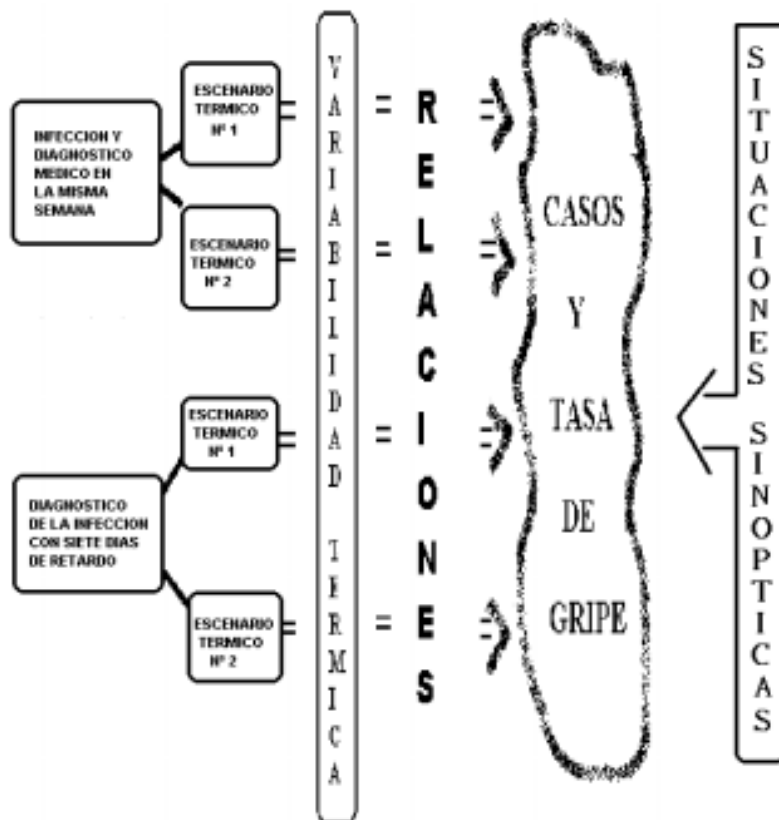 INFECCION Y
DIAGNOSTICO
MEDICO EN
LA MISMA
SEMANA
ESCENARIO
TERMICO
Nº 1
ESCENARIO
TERMICO
Nº 2
DIAGNOSTICO
DE LA INFECCION
CON SIETE DIAS
DE RETARDO
ESCENARIO
TERMICO
Nº 1
ESCENARIO
TERMICO
Nº 2
VARIABILIDAD TERMICA
RELACIONES
CASOS
Y
TASA
DE
GRIPE
SITUACIONES SINOPTICAS